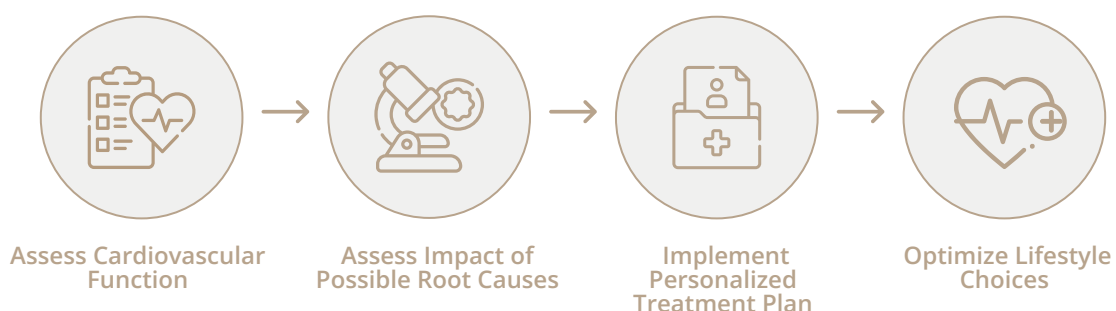 Assess Cardiovascular
Function
Assess Impact of
Possible Root Causes
Implement
Personalized
Treatment Plan
Optimize Lifestyle
Choices